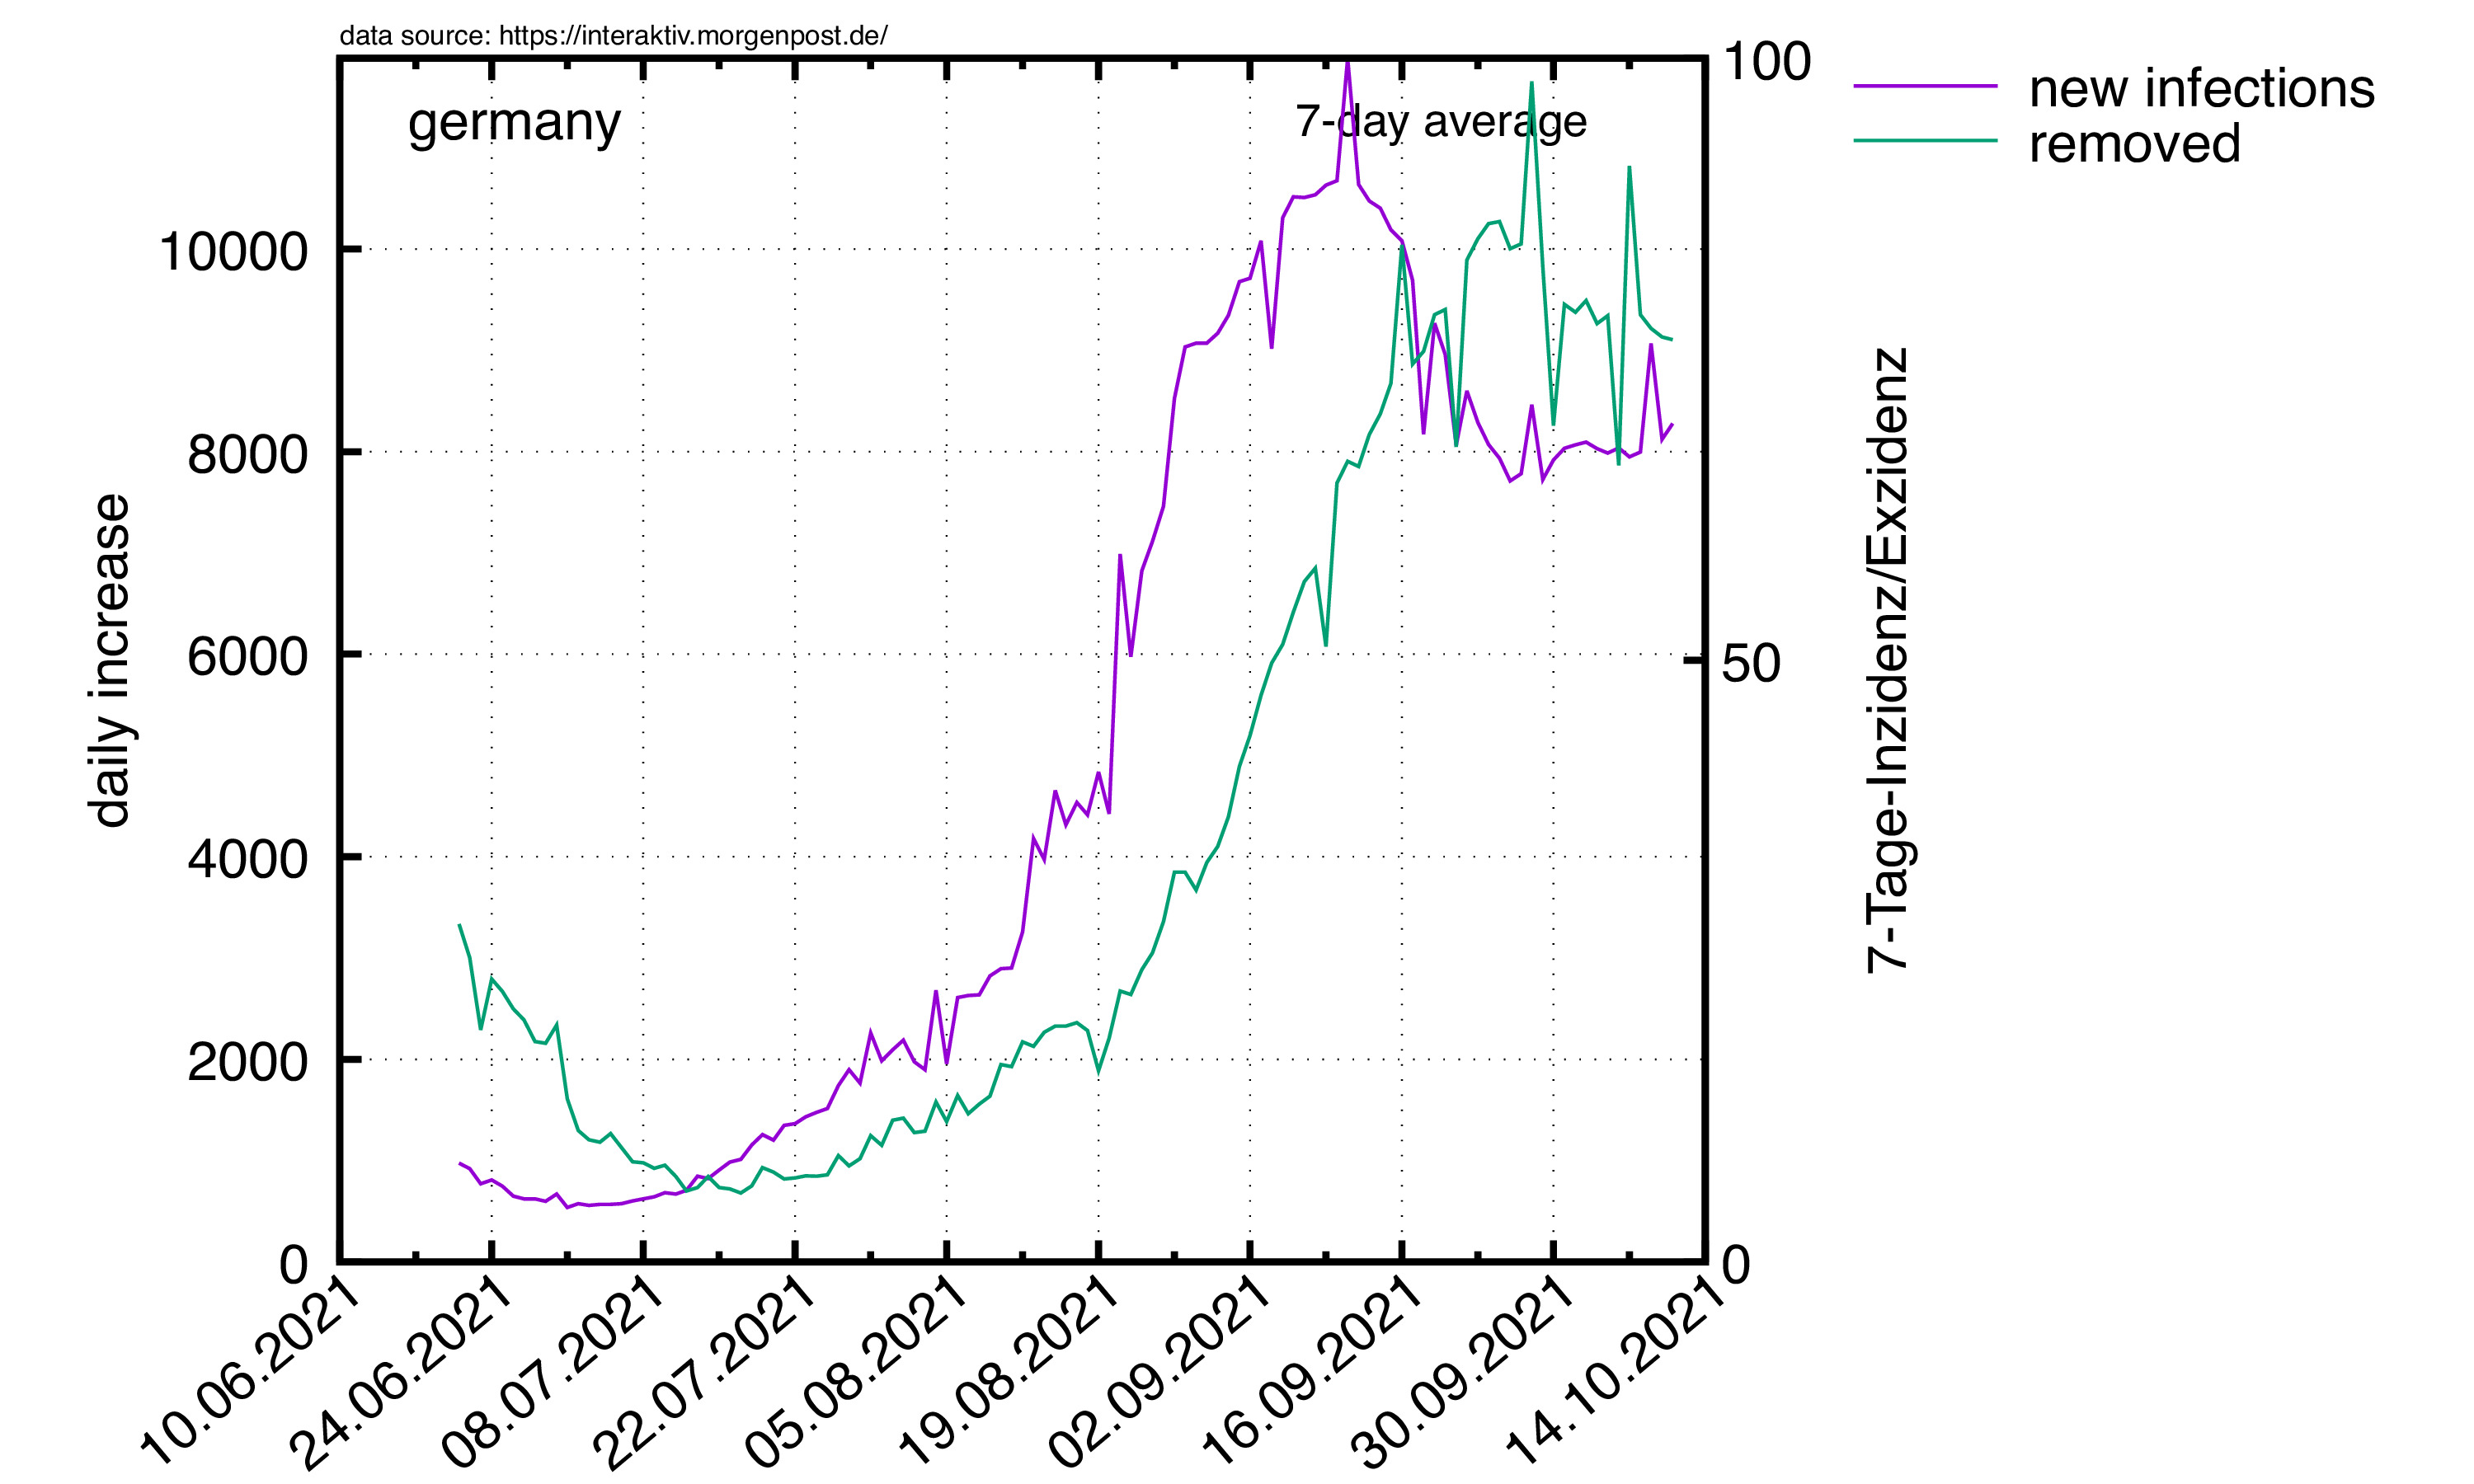 data source: https://interaktiv.morgenpost.de/
germany
7-day average
new infections
removed
daily increase
10000
8000
6000
4000
2000
0
100
50
0
7-Tage-Inzidenz/Exzidenz
10.06.2021
24.06.2021
08.07.2021
22.07.2021
05.08.2021
19.08.2021
02.09.2021
16.09.2021
30.09.2021
14.10.2021